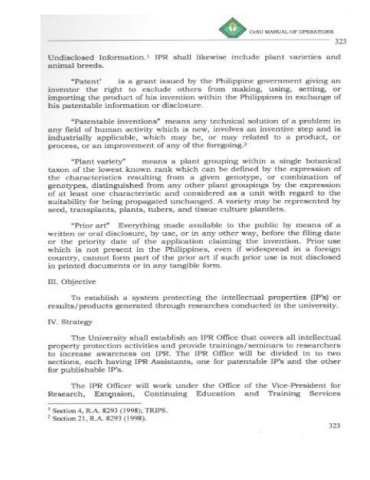 CvSU MANUAL OF OPERATIONS
323
Undisclosed Information.¹ IPR shall likewise include plant varieties and
animal breeds.
"Patent' is a grant issued by the Philippine government giving an
inventor the right to exclude others from making, using, setting, or
importing the product of his invention within the Philippines in exchange of
his patentable information or disclosure.
"Patentable inventions" means any technical solution of a problem in
any field of human activity which is new, involves an inventive step and is
industrially applicable, which may be, or may related to a product, or
process, or an improvement of any of the foregoing.²
"Plant variety" means a plant grouping within a single botanical
taxon of the lowest known rank which can be defined by the expression of
the characteristics resulting from a given genotype, or combination of
genotypes, distinguished from any other plant groupings by the expression
of at least one characteristic and considered as a unit with regard to the
suitability for being propagated unchanged. A variety may be represented by
seed, transplants, plants, tubers, and tissue culture plantlets.
"Prior art" Everything made available to the public by means of a
written or oral disclosure, by use, or in any other way, before the filing date
or the priority date of the application claiming the invention. Prior use
which is not present in the Philippines, even if widespread in a foreign
country, cannot form part of the prior art if such prior use is not disclosed
in printed documents or in any tangible form.
III. Objective
To establish a system protecting the intellectual properties (IP's) or
results/products generated through researches conducted in the university.
IV. Strategy
The University shall establish an IPR Office that covers all intellectual
property protection activities and provide trainings/seminars to researchers
to increase awareness on IPR. The IPR Office will be divided in to two
sections, each having IPR Assistants, one for patentable IP's and the other
for publishable IP's.
The IPR Officer will work under the Office of the Vice-President for
Research, Extension, Continuing Education and Training Services
¹ Section 4, R.A. 8293 (1998); TRIPS.
² Section 21, R.A. 8293 (1998).
323